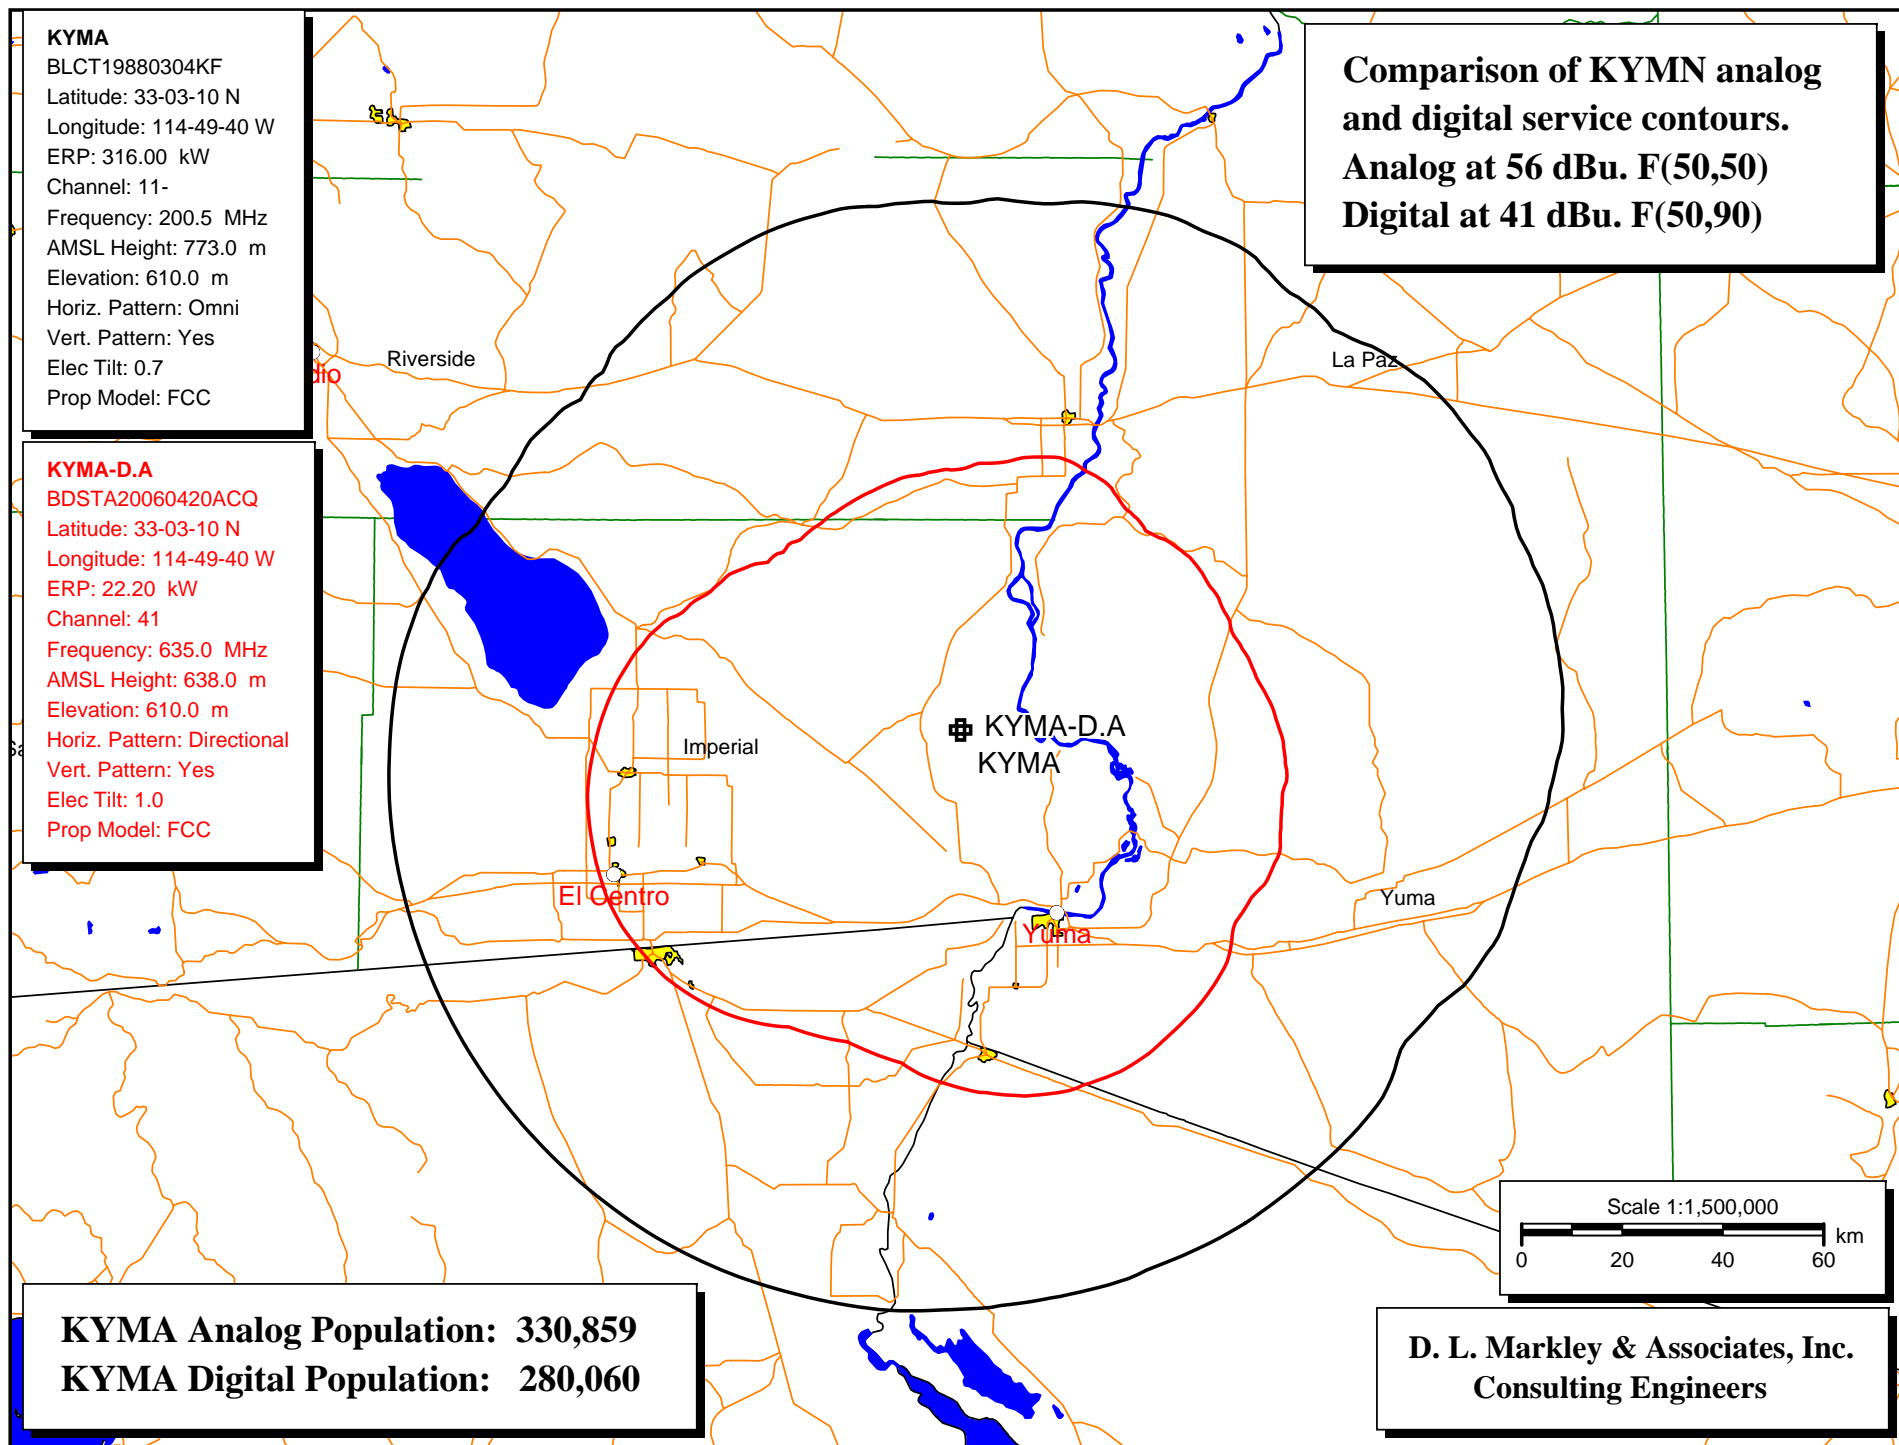 KYMA
BLCT19880304KF
Latitude: 33-03-10 N
Longitude: 114-49-40 W
ERP: 316.00 kW
Channel: 11-
Frequency: 200.5 MHz
AMSL Height: 773.0 m
Elevation: 610.0 m
Horiz. Pattern: Omni
Vert. Pattern: Yes
Elec Tilt: 0.7
Prop Model: FCC
Comparison of KYMN analog
and digital service contours.
Analog at 56 dBu. F(50,50)
Digital at 41 dBu. F(50,90)
Riverside
La Paz
dio
KYMA-D.A
BDSTA20060420ACQ
Latitude: 33-03-10 N
Longitude: 114-49-40 W
ERP: 22.20 kW
Channel: 41
Frequency: 635.0 MHz
AMSL Height: 638.0 m
Elevation: 610.0 m
Horiz. Pattern: Directional
Vert. Pattern: Yes
Elec Tilt: 1.0
Prop Model: FCC
KYMA-D.A
KYMA
Imperial
El Centro
Yuma
Yuma
Scale 1:1,500,000
km
0 20 40 60
KYMA Analog Population: 330,859
KYMA Digital Population: 280,060
D. L. Markley & Associates, Inc.
Consulting Engineers